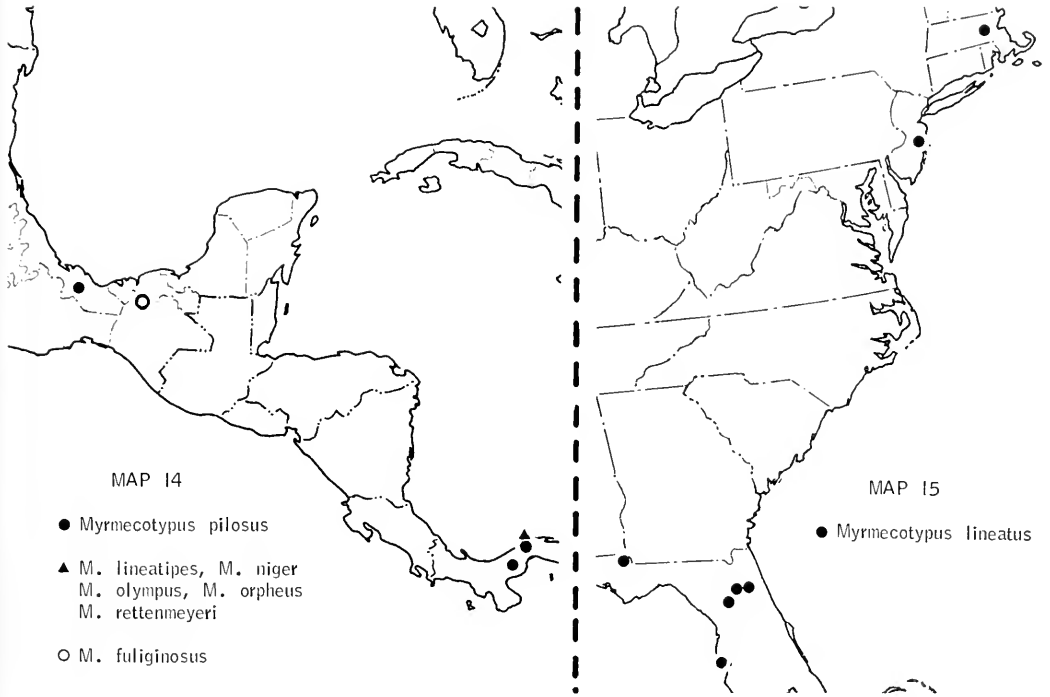 MAP 14
Myrmecotypus pilosus
M. lineatipes, M. niger
M. olympus, M. orpheus
M. rettenmeyeri
M. fuliginosus
MAP 15
Myrmecotypus lineatus